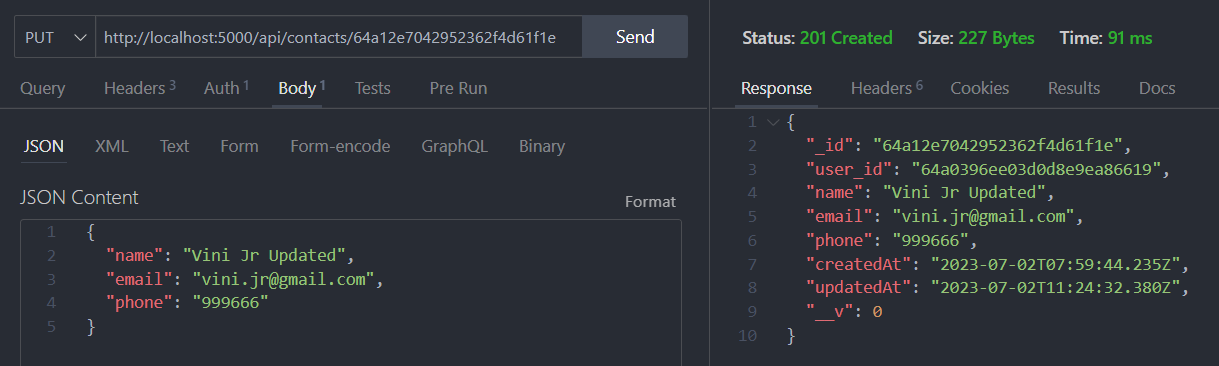 PUT http://localhost:5000/api/contacts/64a12e7042952362f4d61f1e Send
Query Headers 3 Auth 1 Body 1 Tests Pre Run
JSON XML Text Form Form-encode GraphQL Binary
JSON Content Format
1 {
2 "name": "Vini Jr Updated",
3 "email": "vini.jr@gmail.com",
4 "phone": "999666"
5 }
Status: 201 Created Size: 227 Bytes Time: 91 ms
Response Headers 6 Cookies Results Docs
1 {
2 "_id": "64a12e7042952362f4d61f1e",
3 "user_id": "64a0396ee03d0d8e9ea86619",
4 "name": "Vini Jr Updated",
5 "email": "vini.jr@gmail.com",
6 "phone": "999666",
7 "createdAt": "2023-07-02T07:59:44.235Z",
8 "updatedAt": "2023-07-02T11:24:32.380Z",
9 "__v": 0
10 }